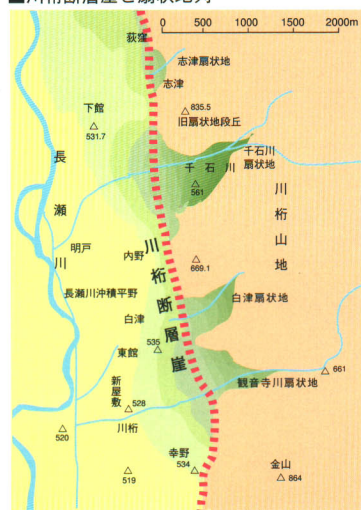 ■川桁断層崖と扇状地列
0 500 1000 1500 2000m
荻窪
志津扇状地
志津
下館
531.7
835.5
旧扇状地段丘
千石川
千石川
扇状地
561
長瀬川
川桁山地
明戸
内野
川桁断層崖
669.1
長瀬川沖積平野
白津扇状地
白津
535
東館
661
新屋敷
観音寺川扇状地
528
川桁
520
幸野
534
519
金山
864